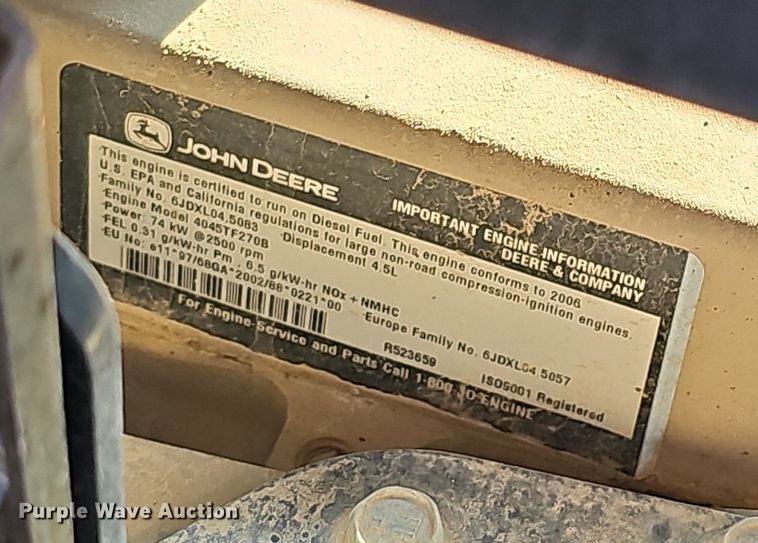 JOHN DEERE
IMPORTANT ENGINE INFORMATION
DEERE & COMPANY
This engine is certified to run on Diesel Fuel. This engine conforms to 2006
U.S. EPA and California regulations for large non-road compression-ignition engines.
Family No. 6JDXL04.5083
Displacement 4.5L
Engine Model 4045TF270B
Power: 74 kW @2500 rpm
FEL 0.31 g/kW-hr Pm 6.5 g/kW-hr NOx + NMHC
EU No: e11*97/68GA*2002/88*0221*00
Europe Family No. 6JDXL04.5057
R523659
ISO9001 Registered
For Engine Service and Parts Call 1-800 JD ENGINE
Purple Wave Auction